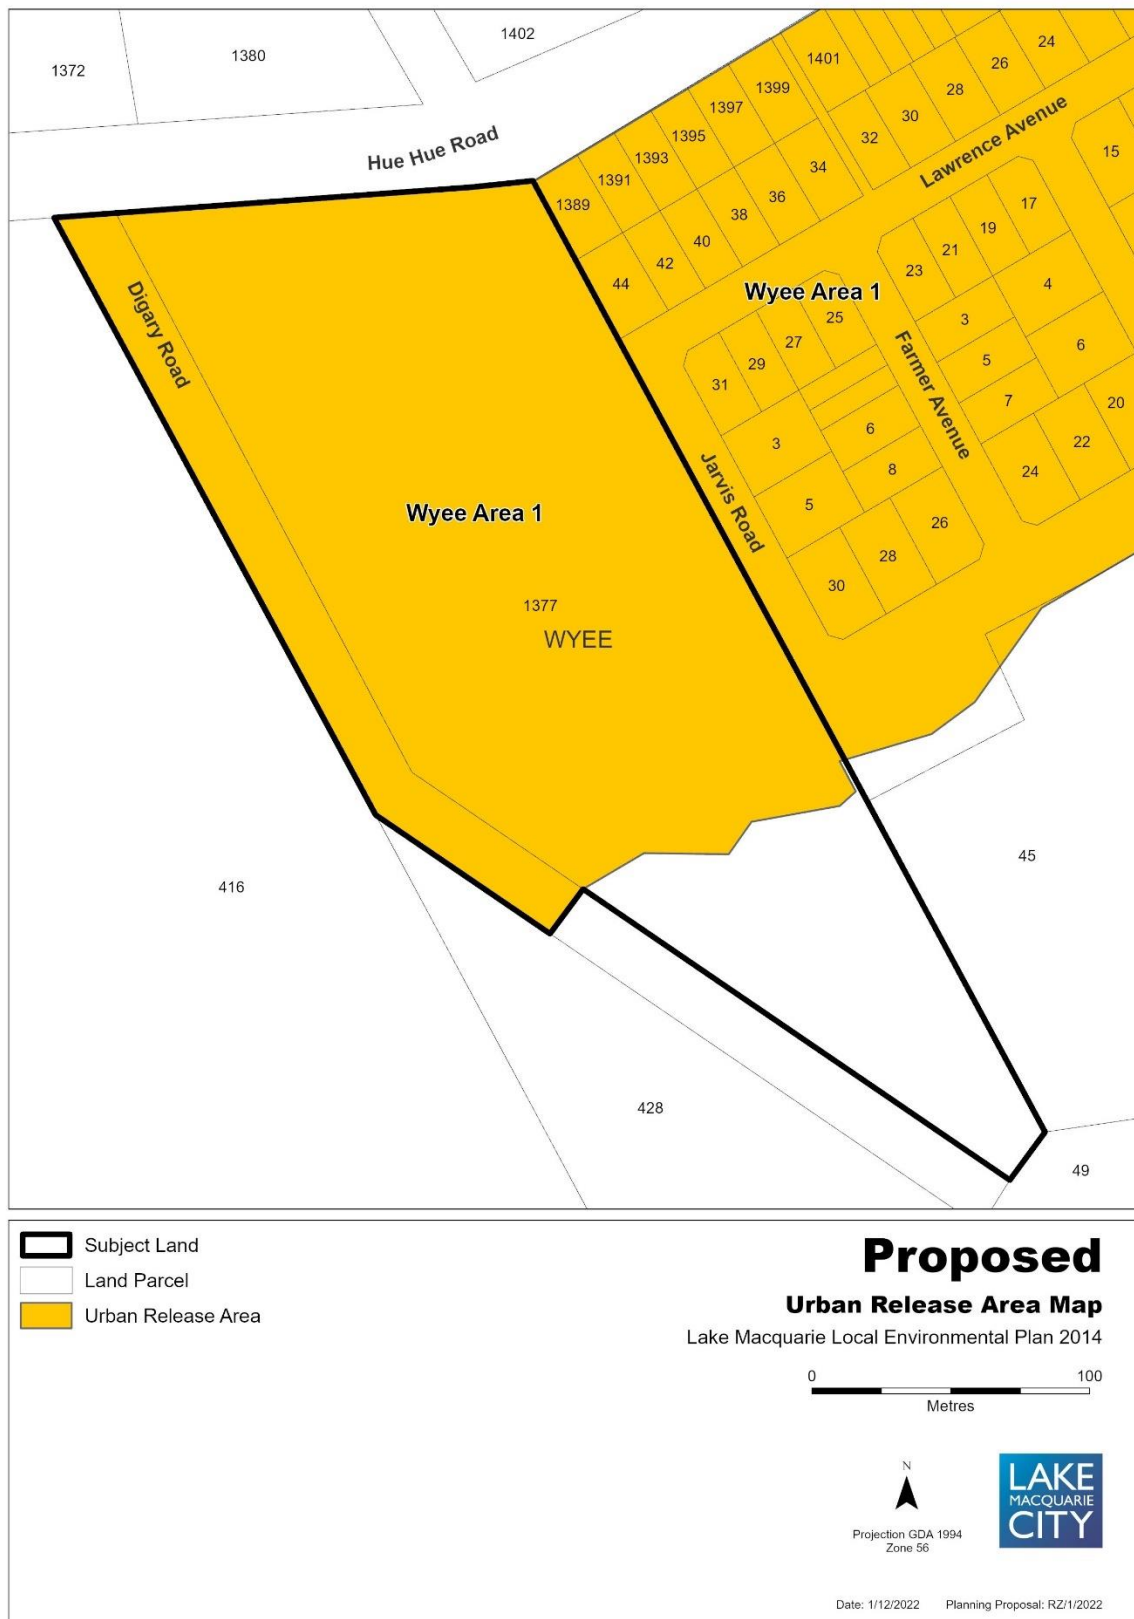 1402
1372
1380
Hue Hue Road
1401
24
26
28
30
32
1399
1397
1395
1393
1391
1389
34
36
38
40
42
44
Lawrence Avenue
15
17
19
21
23
Wyee Area 1
4
3
6
5
7
20
22
24
Digary Road
25
27
29
31
Farmer Avenue
3
6
8
5
Jarvis Road
26
28
30
Wyee Area 1
1377
WYEE
45
416
428
49
Subject Land
Land Parcel
Urban Release Area
Proposed
Urban Release Area Map
Lake Macquarie Local Environmental Plan 2014
0 100
Metres
N
Projection GDA 1994
Zone 56
LAKE
MACQUARIE
CITY
Date: 1/12/2022 Planning Proposal: RZ/1/2022